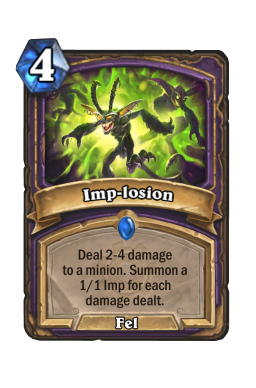 4
Imp-losion
Deal 2-4 damage
to a minion. Summon a
1/1 Imp for each
damage dealt.
Fel